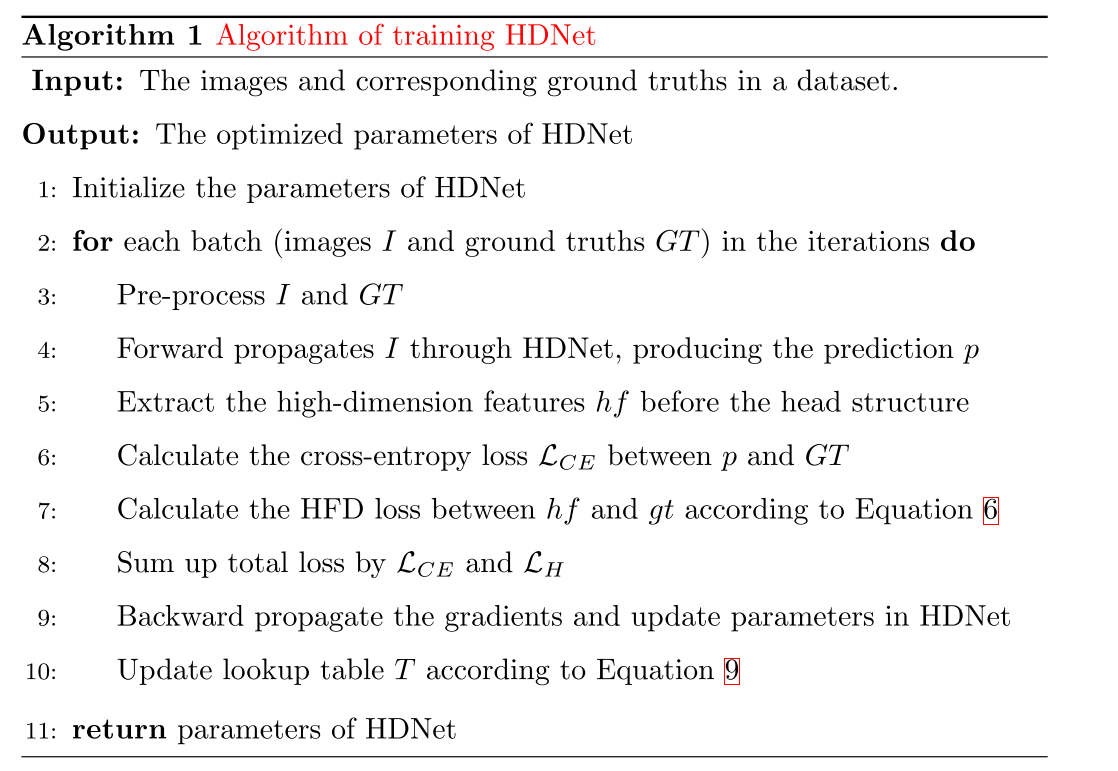 Algorithm 1 Algorithm of training HDNet
Input: The images and corresponding ground truths in a dataset.
Output: The optimized parameters of HDNet
1: Initialize the parameters of HDNet
2: for each batch (images I and ground truths GT) in the iterations do
3: Pre-process I and GT
4: Forward propagates I through HDNet, producing the prediction p
5: Extract the high-dimension features hf before the head structure
6: Calculate the cross-entropy loss ℒ_CE between p and GT
7: Calculate the HFD loss between hf and gt according to Equation 6
8: Sum up total loss by ℒ_CE and ℒ_H
9: Backward propagate the gradients and update parameters in HDNet
10: Update lookup table T according to Equation 9
11: return parameters of HDNet